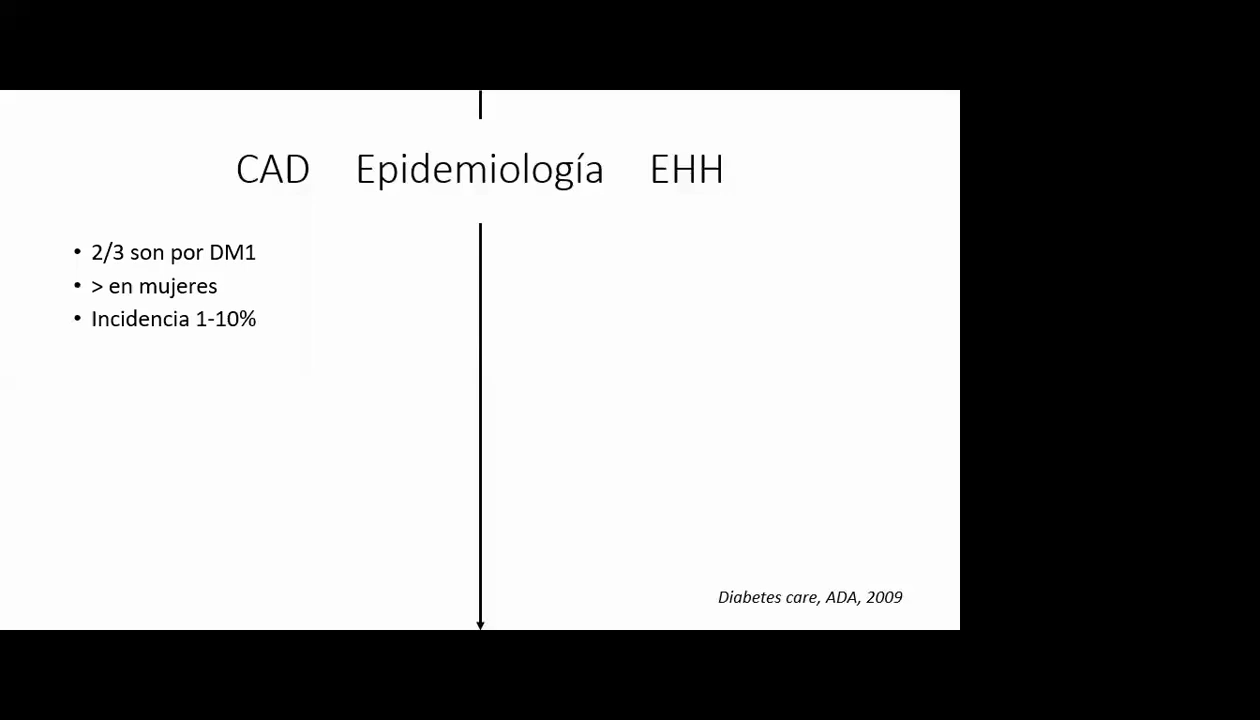 CAD Epidemiología EHH
• 2/3 son por DM1
• > en mujeres
• Incidencia 1-10%
Diabetes care, ADA, 2009